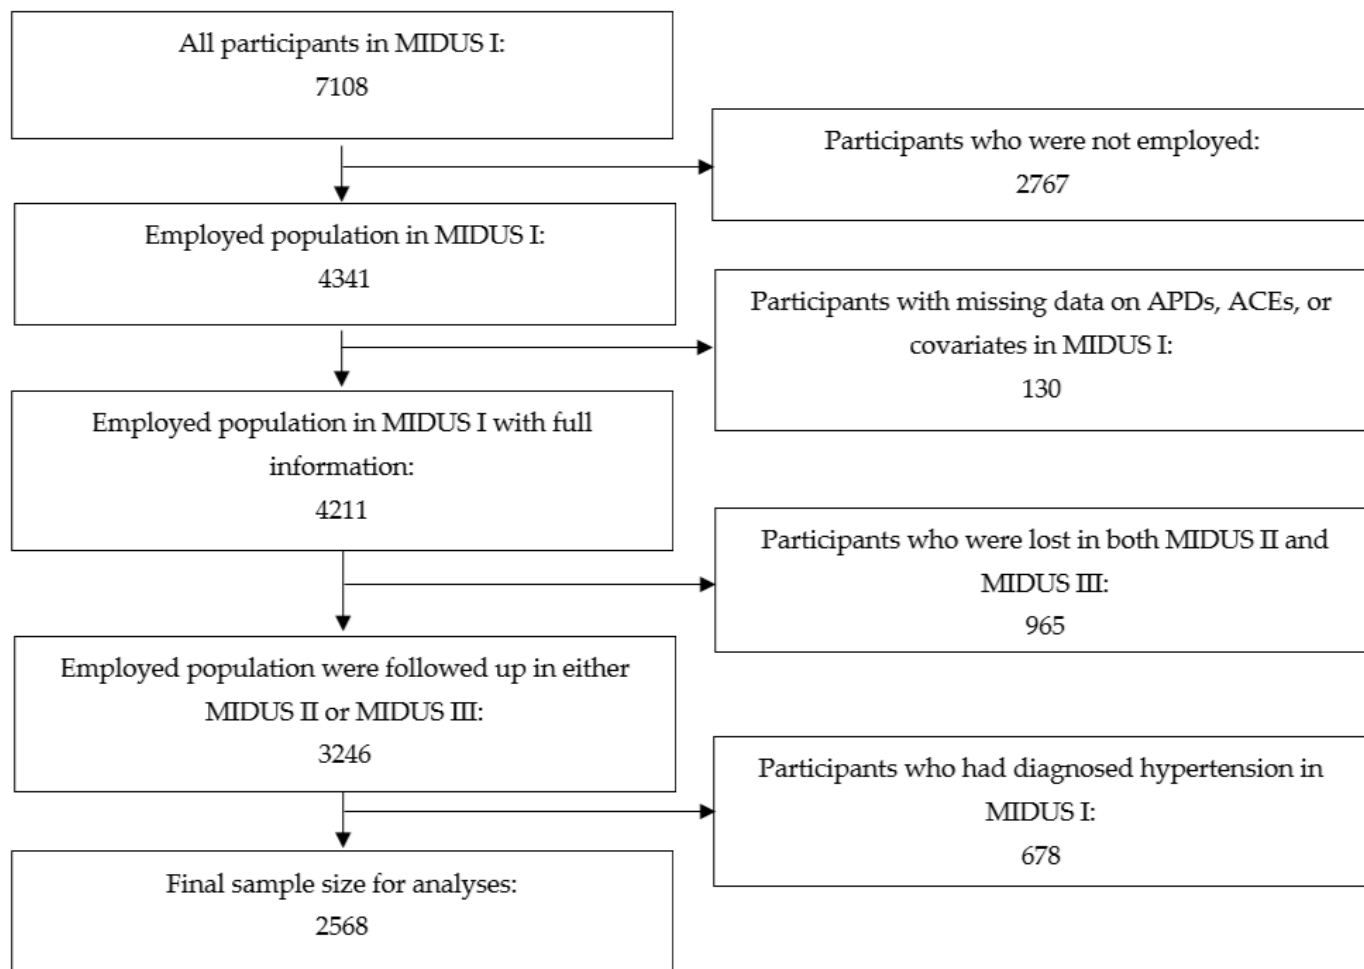 All participants in MIDUS I:
7108
Participants who were not employed:
2767
Employed population in MIDUS I:
4341
Participants with missing data on APDs, ACEs, or
covariates in MIDUS I:
130
Employed population in MIDUS I with full
information:
4211
Participants who were lost in both MIDUS II and
MIDUS III:
965
Employed population were followed up in either
MIDUS II or MIDUS III:
3246
Participants who had diagnosed hypertension in
MIDUS I:
678
Final sample size for analyses:
2568